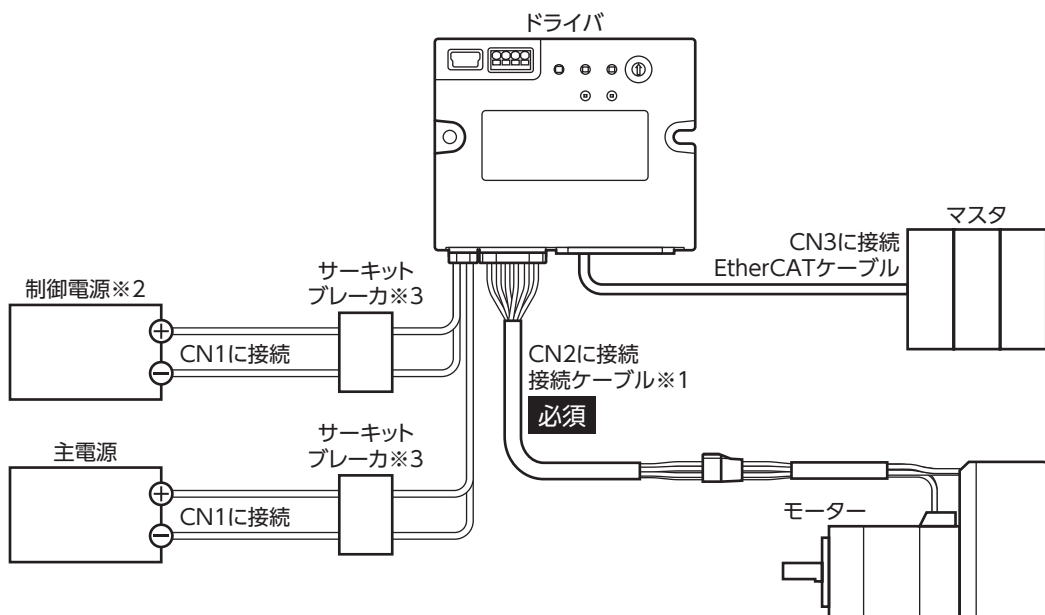 ドライバ
マスタ
CN3に接続
EtherCATケーブル
制御電源※2
サーキット
ブレーカ※3
CN1に接続
CN2に接続
接続ケーブル※1
必須
主電源
サーキット
ブレーカ※3
CN1に接続
モーター